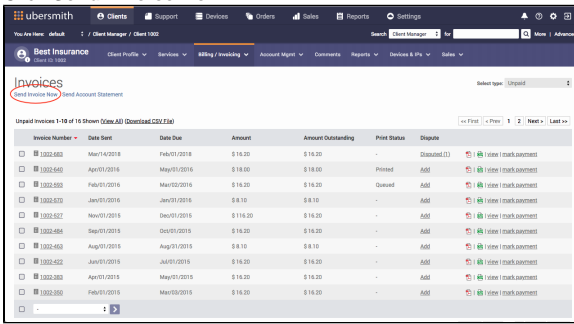 ubersmith Clients Support Devices Orders Sales Reports Settings
You Are Here: default / Client Manager / Client 1002 Search Client Manager for More | Advance
Best Insurance Client Profile Services Billing / Invoicing Account Mgmt Comments Reports Devices & IPs Sales
Client ID: 1002
Invoices Select type: Unpaid
Send Invoice Now Send Account Statement
Unpaid Invoices 1-10 of 16 Shown (View All) (Download CSV File) << First < Prev 1 2 Next > Last >>
Invoice Number Date Sent Date Due Amount Amount Outstanding Print Status Dispute
1002-683 Mar/14/2018 Feb/01/2018 $ 16.20 $ 16.20 - Disputed (1) | | view | mark payment
1002-640 Apr/01/2016 May/01/2016 $ 18.00 $ 18.00 Printed Add | | view | mark payment
1002-693 Feb/01/2016 Mar/02/2016 $ 16.20 $ 16.20 Queued Add | | view | mark payment
1002-570 Jan/01/2016 Jan/31/2016 $ 8.10 $ 8.10 - Add | | view | mark payment
1002-527 Nov/01/2015 Dec/01/2015 $ 116.20 $ 16.20 - Add | | view | mark payment
1002-484 Sep/01/2015 Oct/01/2015 $ 16.20 $ 16.20 - Add | | view | mark payment
1002-463 Aug/01/2015 Aug/31/2015 $ 8.10 $ 8.10 - Add | | view | mark payment
1002-422 Jun/01/2015 Jul/01/2015 $ 16.20 $ 16.20 - Add | | view | mark payment
1002-383 Apr/01/2015 May/01/2015 $ 16.20 $ 16.20 - Add | | view | mark payment
1002-350 Feb/01/2015 Mar/03/2015 $ 16.20 $ 16.20 - Add | | view | mark payment
-